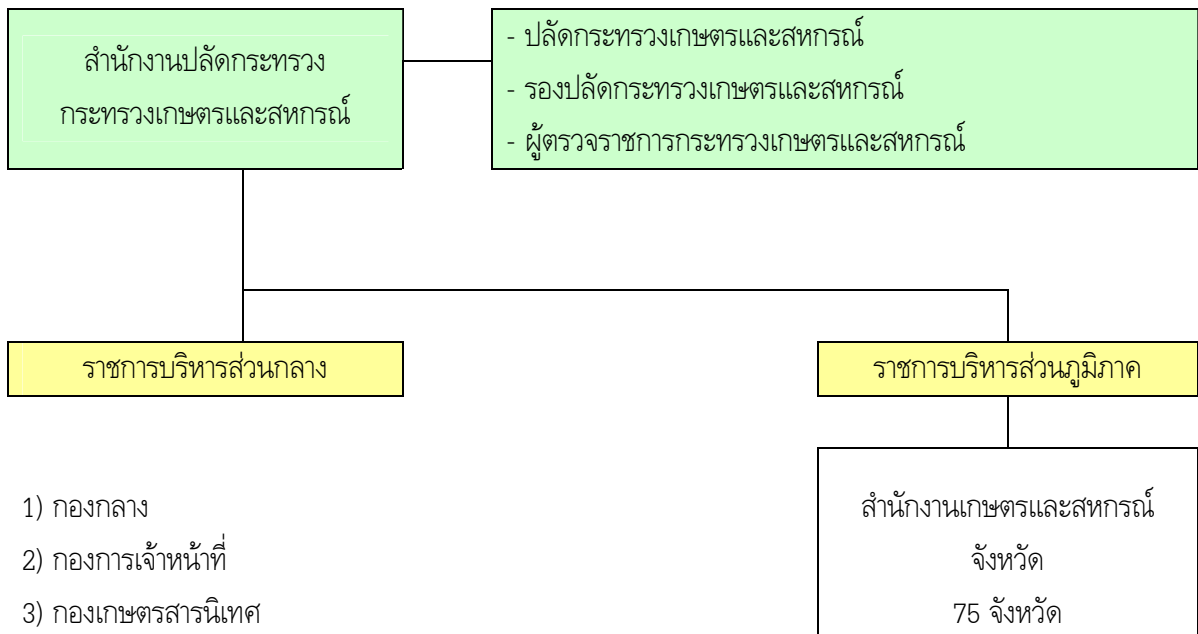 สำนักงานปลัดกระทรวง
กระทรวงเกษตรและสหกรณ์
- ปลัดกระทรวงเกษตรและสหกรณ์
- รองปลัดกระทรวงเกษตรและสหกรณ์
- ผู้ตรวจราชการกระทรวงเกษตรและสหกรณ์
ราชการบริหารส่วนกลาง
ราชการบริหารส่วนภูมิภาค
1) กองกลาง
2) กองการเจ้าหน้าที่
3) กองเกษตรสารนิเทศ
สำนักงานเกษตรและสหกรณ์
จังหวัด
75 จังหวัด